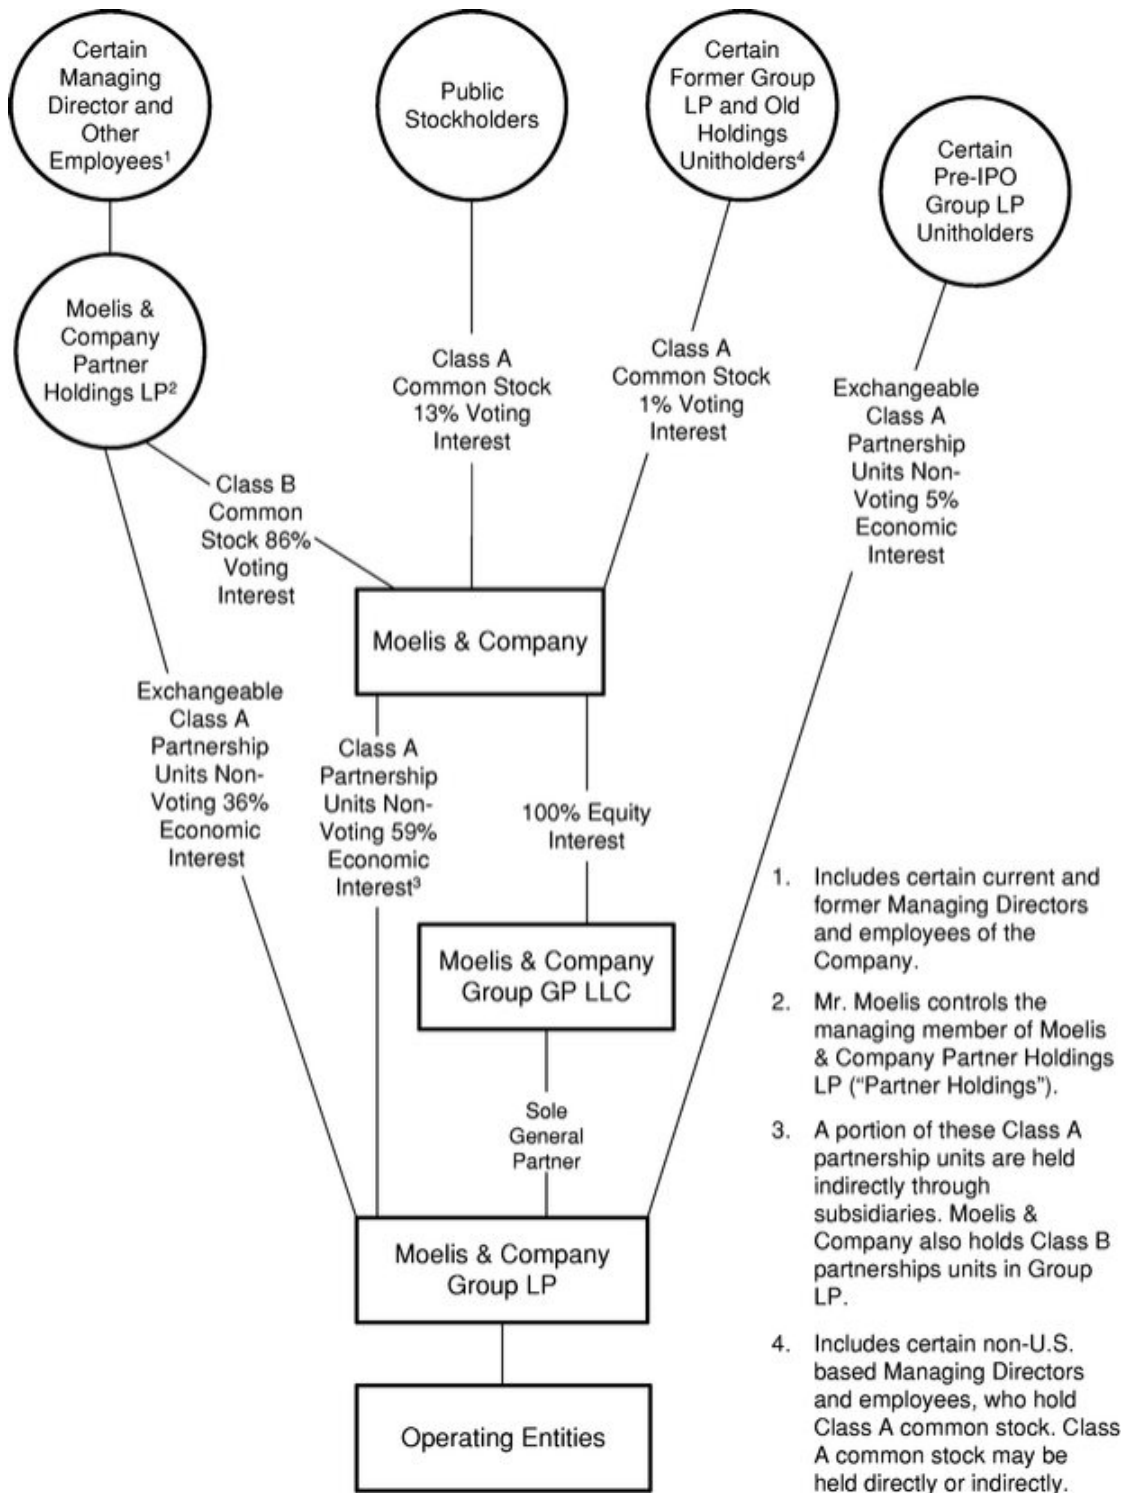 Certain
Managing
Director and
Other
Employees¹
Public
Stockholders
Certain
Former Group
LP and Old
Holdings
Unitholders⁴
Certain
Pre-IPO
Group LP
Unitholders
Moelis &
Company
Partner
Holdings LP²
Class A
Common Stock
13% Voting
Interest
Class A
Common Stock
1% Voting
Interest
Exchangeable
Class A
Partnership
Units Non-
Voting 5%
Economic
Interest
Class B
Common
Stock 86%
Voting
Interest
Moelis & Company
Exchangeable
Class A
Partnership
Units Non-
Voting 36%
Economic
Interest
Class A
Partnership
Units Non-
Voting 59%
Economic
Interest³
100% Equity
Interest
Moelis & Company
Group GP LLC
Sole
General
Partner
Moelis & Company
Group LP
Operating Entities
1. Includes certain current and
former Managing Directors
and employees of the
Company.
2. Mr. Moelis controls the
managing member of Moelis
& Company Partner Holdings
LP (“Partner Holdings”).
3. A portion of these Class A
partnership units are held
indirectly through
subsidiaries. Moelis &
Company also holds Class B
partnerships units in Group
LP.
4. Includes certain non-U.S.
based Managing Directors
and employees, who hold
Class A common stock. Class
A common stock may be
held directly or indirectly.